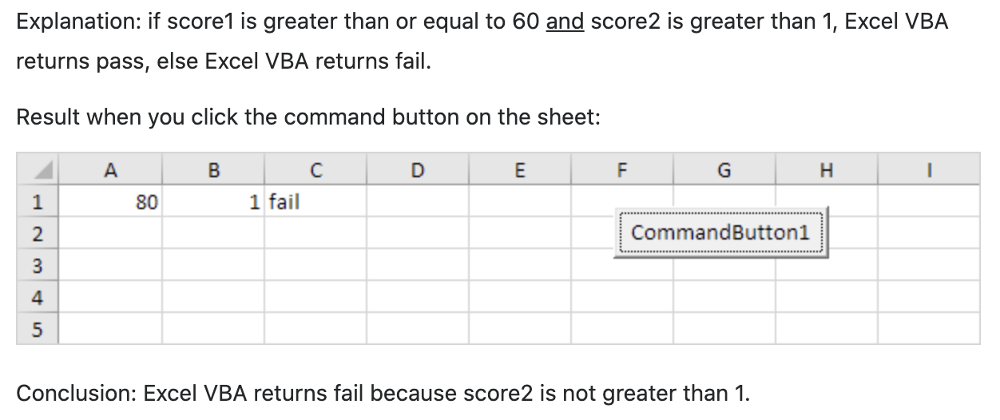 Explanation: if score1 is greater than or equal to 60 and score2 is greater than 1, Excel VBA
returns pass, else Excel VBA returns fail.
Result when you click the command button on the sheet:
A B C D E F G H I
1 80 1 fail
2 CommandButton1
3
4
5
Conclusion: Excel VBA returns fail because score2 is not greater than 1.